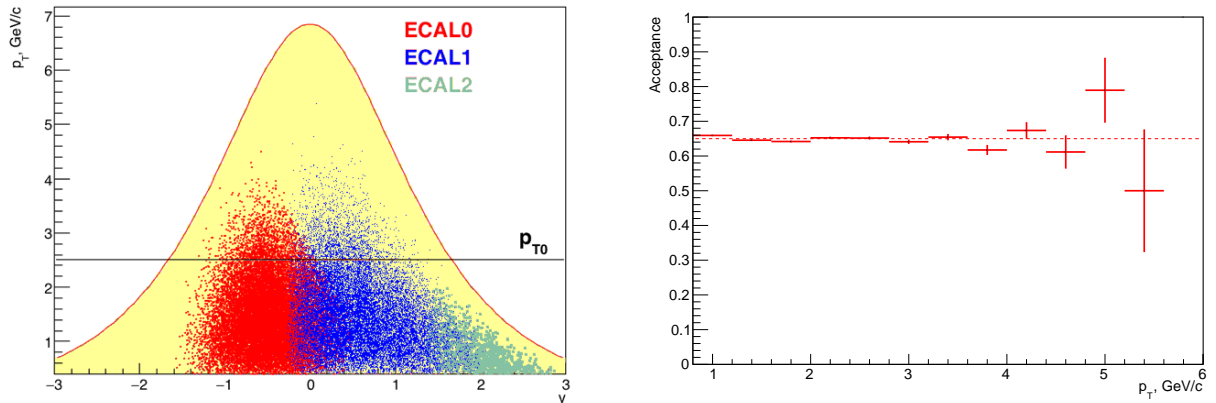 p_T, GeV/c
7
6
5
4
3
2
1
ECAL0
ECAL1
ECAL2
p_T0
−3 −2 −1 0 1 2 3
y
Acceptance
1
0.9
0.8
0.7
0.6
0.5
0.4
0.3
0.2
0.1
0
1 2 3 4 5 6
p_T, GeV/c